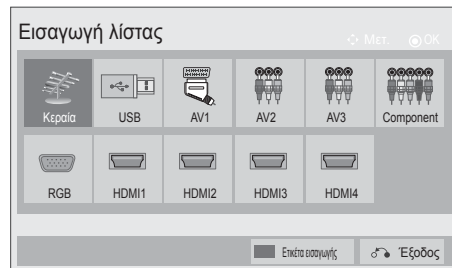 Εισαγωγή λίστας
Μετ. OK
Κεραία USB AV1 AV2 AV3 Component
RGB HDMI1 HDMI2 HDMI3 HDMI4
Ετικέτα εισαγωγής Έξοδος